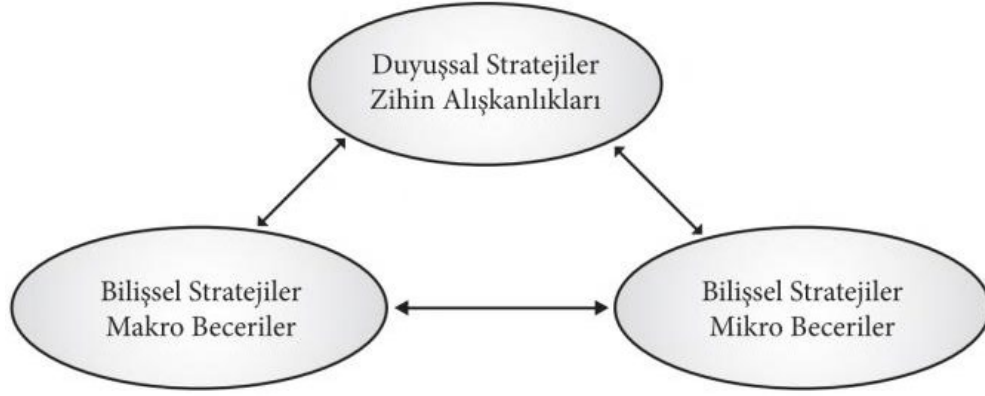 Duyuşsal Stratejiler
Zihin Alışkanlıkları
Bilişsel Stratejiler
Makro Beceriler
Bilişsel Stratejiler
Mikro Beceriler